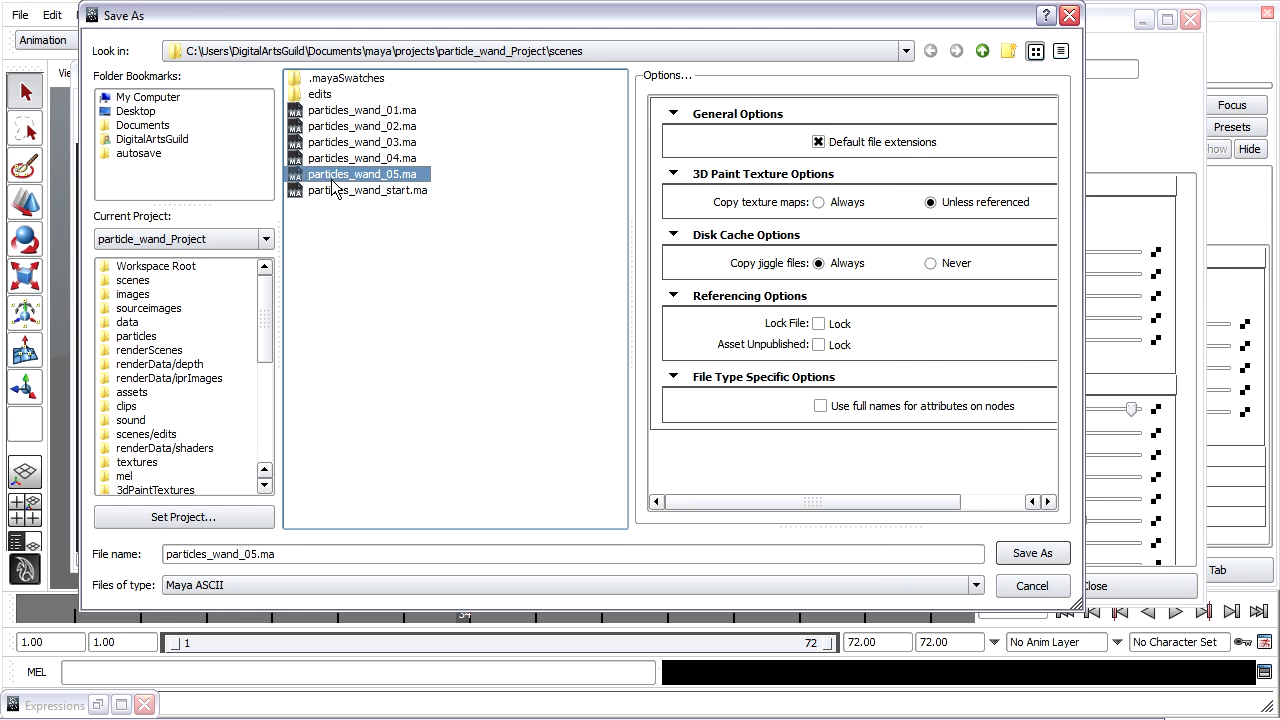 File Edit
Save As
Animation
Look in: C:\Users\DigitalArtsGuild\Documents\maya\projects\particle_wand_Project\scenes
Folder Bookmarks:
My Computer
Desktop
Documents
DigitalArtsGuild
autosave
Current Project:
particle_wand_Project
Workspace Root
scenes
images
sourceimages
data
particles
renderScenes
renderData/depth
renderData/iprImages
assets
clips
sound
scenes/edits
renderData/shaders
textures
mel
3dPaintTextures
Set Project...
.mayaSwatches
edits
particles_wand_01.ma
particles_wand_02.ma
particles_wand_03.ma
particles_wand_04.ma
particles_wand_05.ma
particles_wand_start.ma
Options...
General Options
Default file extensions
3D Paint Texture Options
Copy texture maps: Always Unless referenced
Disk Cache Options
Copy jiggle files: Always Never
Referencing Options
Lock File: Lock
Asset Unpublished: Lock
File Type Specific Options
Use full names for attributes on nodes
File name: particles_wand_05.ma
Save As
Files of type: Maya ASCII
Cancel
Focus
Presets
Hide
Tab
1.00 1.00 1 72 72.00 72.00 No Anim Layer No Character Set
MEL
Expressions